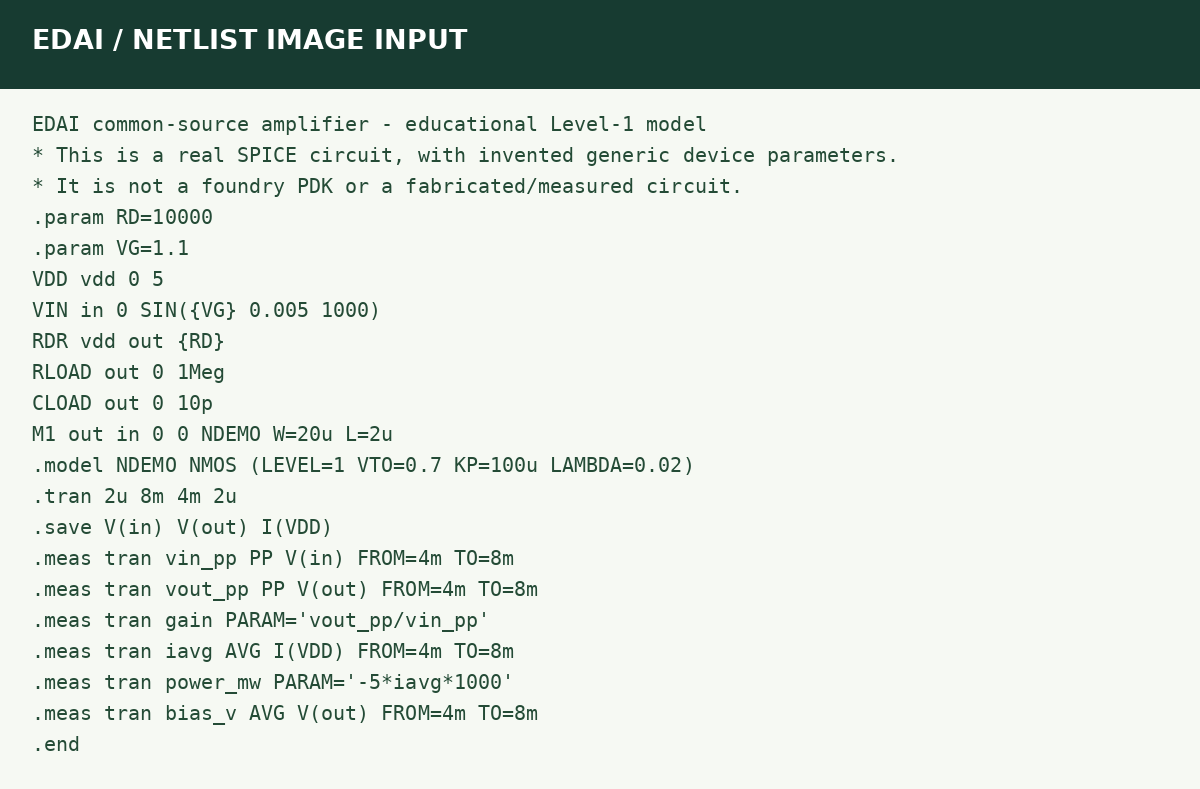 EDAI / NETLIST IMAGE INPUT
EDAI common-source amplifier - educational Level-1 model
* This is a real SPICE circuit, with invented generic device parameters.
* It is not a foundry PDK or a fabricated/measured circuit.
.param RD=10000
.param VG=1.1
VDD vdd 0 5
VIN in 0 SIN({VG} 0.005 1000)
RDR vdd out {RD}
RLOAD out 0 1Meg
CLOAD out 0 10p
M1 out in 0 0 NDEMO W=20u L=2u
.model NDEMO NMOS (LEVEL=1 VTO=0.7 KP=100u LAMBDA=0.02)
.tran 2u 8m 4m 2u
.save V(in) V(out) I(VDD)
.meas tran vin_pp PP V(in) FROM=4m TO=8m
.meas tran vout_pp PP V(out) FROM=4m TO=8m
.meas tran gain PARAM='vout_pp/vin_pp'
.meas tran iavg AVG I(VDD) FROM=4m TO=8m
.meas tran power_mw PARAM='-5*iavg*1000'
.meas tran bias_v AVG V(out) FROM=4m TO=8m
.end